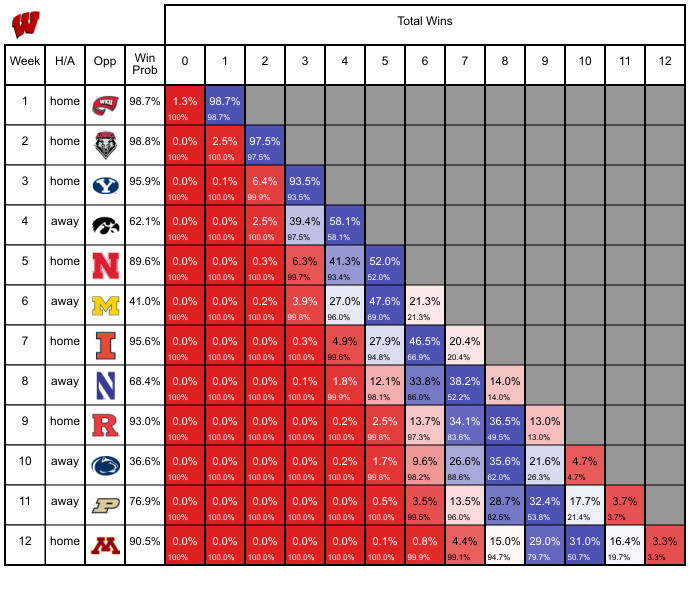 W
Total Wins
Week H/A Opp Win Prob 0 1 2 3 4 5 6 7 8 9 10 11 12
1 home WKU 98.7% 1.3% 98.7%
100% 98.7%
2 home 98.8% 0.0% 2.5% 97.5%
100% 100.0% 97.5%
3 home Y 95.9% 0.0% 0.1% 6.4% 93.5%
100% 100.0% 99.9% 93.5%
4 away 62.1% 0.0% 0.0% 2.5% 39.4% 58.1%
100% 100.0% 100.0% 97.5% 58.1%
5 home N 89.6% 0.0% 0.0% 0.3% 6.3% 41.3% 52.0%
100% 100.0% 100.0% 99.7% 93.4% 52.0%
6 away M 41.0% 0.0% 0.0% 0.2% 3.9% 27.0% 47.6% 21.3%
100% 100.0% 100.0% 99.8% 96.0% 69.0% 21.3%
7 home I 95.6% 0.0% 0.0% 0.0% 0.3% 4.9% 27.9% 46.5% 20.4%
100% 100.0% 100.0% 100.0% 99.6% 94.8% 66.9% 20.4%
8 away N 68.4% 0.0% 0.0% 0.0% 0.1% 1.8% 12.1% 33.8% 38.2% 14.0%
100% 100.0% 100.0% 100.0% 99.9% 98.1% 86.0% 52.2% 14.0%
9 home R 93.0% 0.0% 0.0% 0.0% 0.0% 0.2% 2.5% 13.7% 34.1% 36.5% 13.0%
100% 100.0% 100.0% 100.0% 100.0% 99.8% 97.3% 83.6% 49.5% 13.0%
10 away 36.6% 0.0% 0.0% 0.0% 0.0% 0.2% 1.7% 9.6% 26.6% 35.6% 21.6% 4.7%
100% 100.0% 100.0% 100.0% 100.0% 99.8% 98.2% 88.6% 62.0% 26.3% 4.7%
11 away P 76.9% 0.0% 0.0% 0.0% 0.0% 0.0% 0.5% 3.5% 13.5% 28.7% 32.4% 17.7% 3.7%
100% 100.0% 100.0% 100.0% 100.0% 100.0% 99.5% 96.0% 82.5% 53.8% 21.4% 3.7%
12 home M 90.5% 0.0% 0.0% 0.0% 0.0% 0.0% 0.1% 0.8% 4.4% 15.0% 29.0% 31.0% 16.4% 3.3%
100% 100.0% 100.0% 100.0% 100.0% 100.0% 99.9% 99.1% 94.7% 79.7% 50.7% 19.7% 3.3%